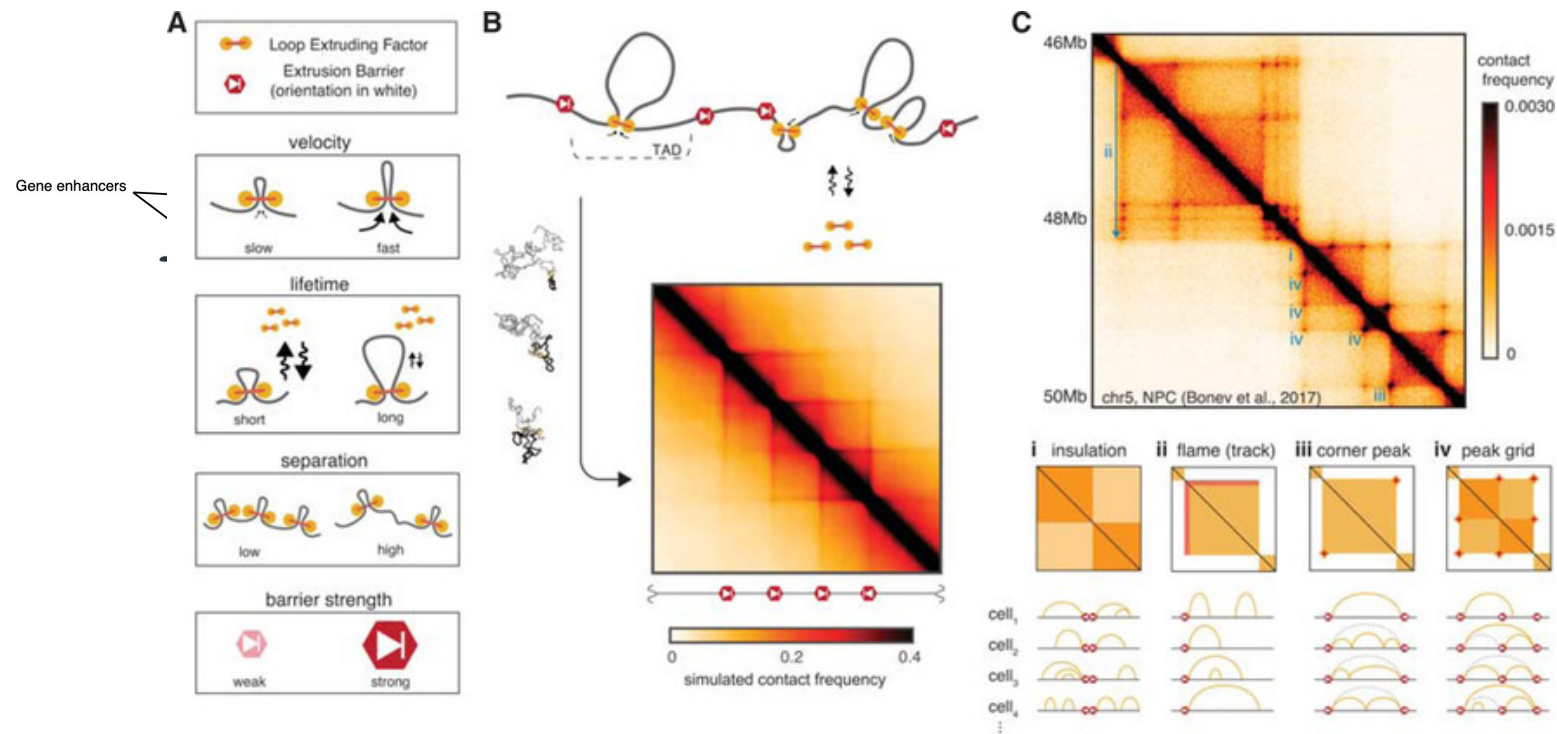 A
Loop Extruding Factor
Extrusion Barrier
(orientation in white)
velocity
Gene enhancers
slow
fast
lifetime
short
long
separation
low
high
barrier strength
weak
strong
B
TAD
0
0.2
0.4
simulated contact frequency
C
46Mb
48Mb
50Mb
ii
i
iv
iv
iv
iv
iii
chr5, NPC (Bonev et al., 2017)
contact
frequency
0.0030
0.0015
0
i insulation
ii flame (track)
iii corner peak
iv peak grid
cell1
cell2
cell3
cell4
⋮